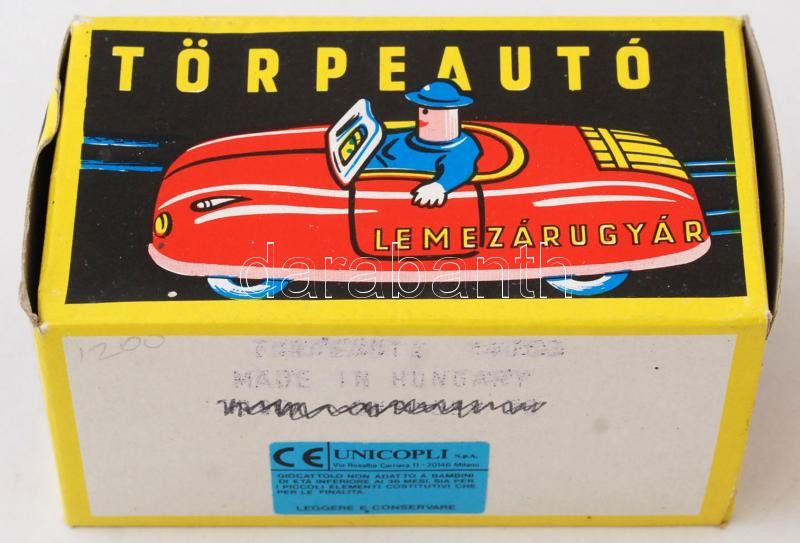 TÖRPEAUTÓ
LEMEZÁRUGYÁR
darabanth
1200
TÖRPEAUTÓ
MADE IN HUNGARY
CE UNICOPLI S.p.A.
Via Rosalba Carriera 11 - 20146 Milano
GIOCATTOLO NON ADATTO A BAMBINI
DI ETÀ INFERIORE AI 36 MESI, SIA PER
I PICCOLI ELEMENTI COSTITUTIVI CHE
PER LE FINALITÀ.
LEGGERE E CONSERVARE